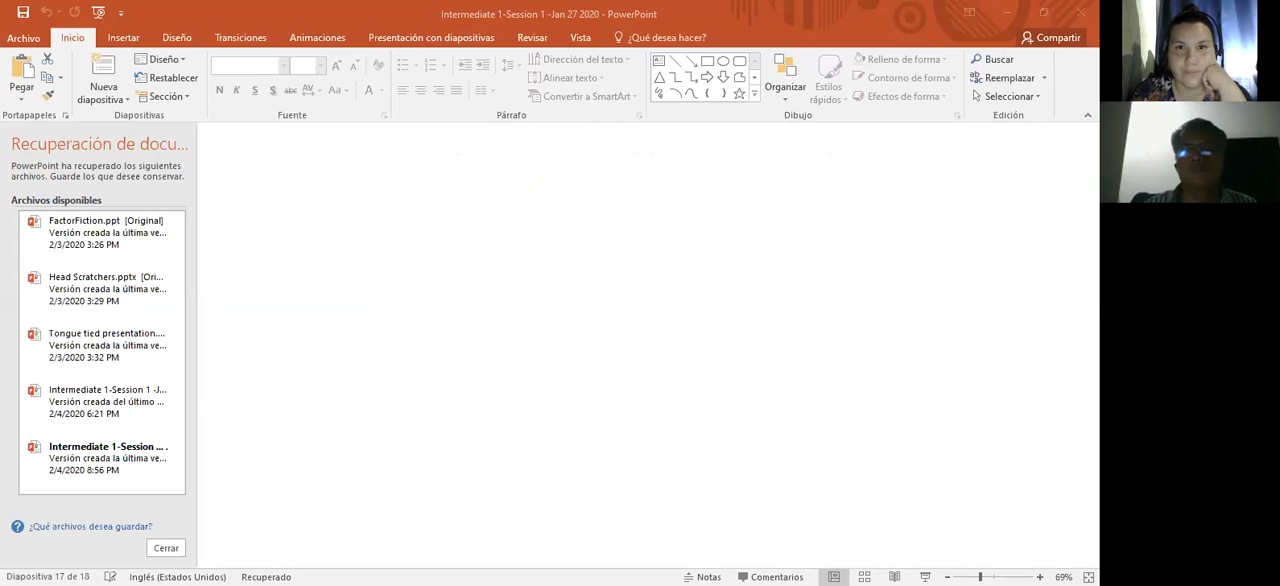 Intermediate 1-Session 1 -Jan 27 2020 - PowerPoint
Archivo Inicio Insertar Diseño Transiciones Animaciones Presentación con diapositivas Revisar Vista ¿Qué desea hacer? Compartir
Pegar
Portapapeles
Nueva
diapositiva
Diseño
Restablecer
Sección
Diapositivas
N K S S abc AV Aa A
Fuente
Dirección del texto
Alinear texto
Convertir a SmartArt
Párrafo
Organizar
Estilos
rápidos
Relleno de forma
Contorno de forma
Efectos de forma
Dibujo
Buscar
Reemplazar
Seleccionar
Edición
Recuperación de docu...
PowerPoint ha recuperado los siguientes
archivos. Guarde los que desee conservar.
Archivos disponibles
FactorFiction.ppt [Original]
Versión creada la última ve...
2/3/2020 3:26 PM
Head Scratchers.pptx [Ori...
Versión creada la última ve...
2/3/2020 3:29 PM
Tongue tied presentation....
Versión creada la última ve...
2/3/2020 3:32 PM
Intermediate 1-Session 1 -J...
Versión creada del último ...
2/4/2020 6:21 PM
Intermediate 1-Session ... .
Versión creada la última ve...
2/4/2020 8:56 PM
¿Qué archivos desea guardar?
Cerrar
Diapositiva 17 de 18 Inglés (Estados Unidos) Recuperado Notas Comentarios 69%